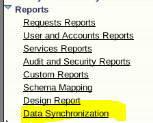 Reports
Requests Reports
User and Accounts Reports
Services Reports
Audit and Security Reports
Custom Reports
Schema Mapping
Design Report
Data Synchronization